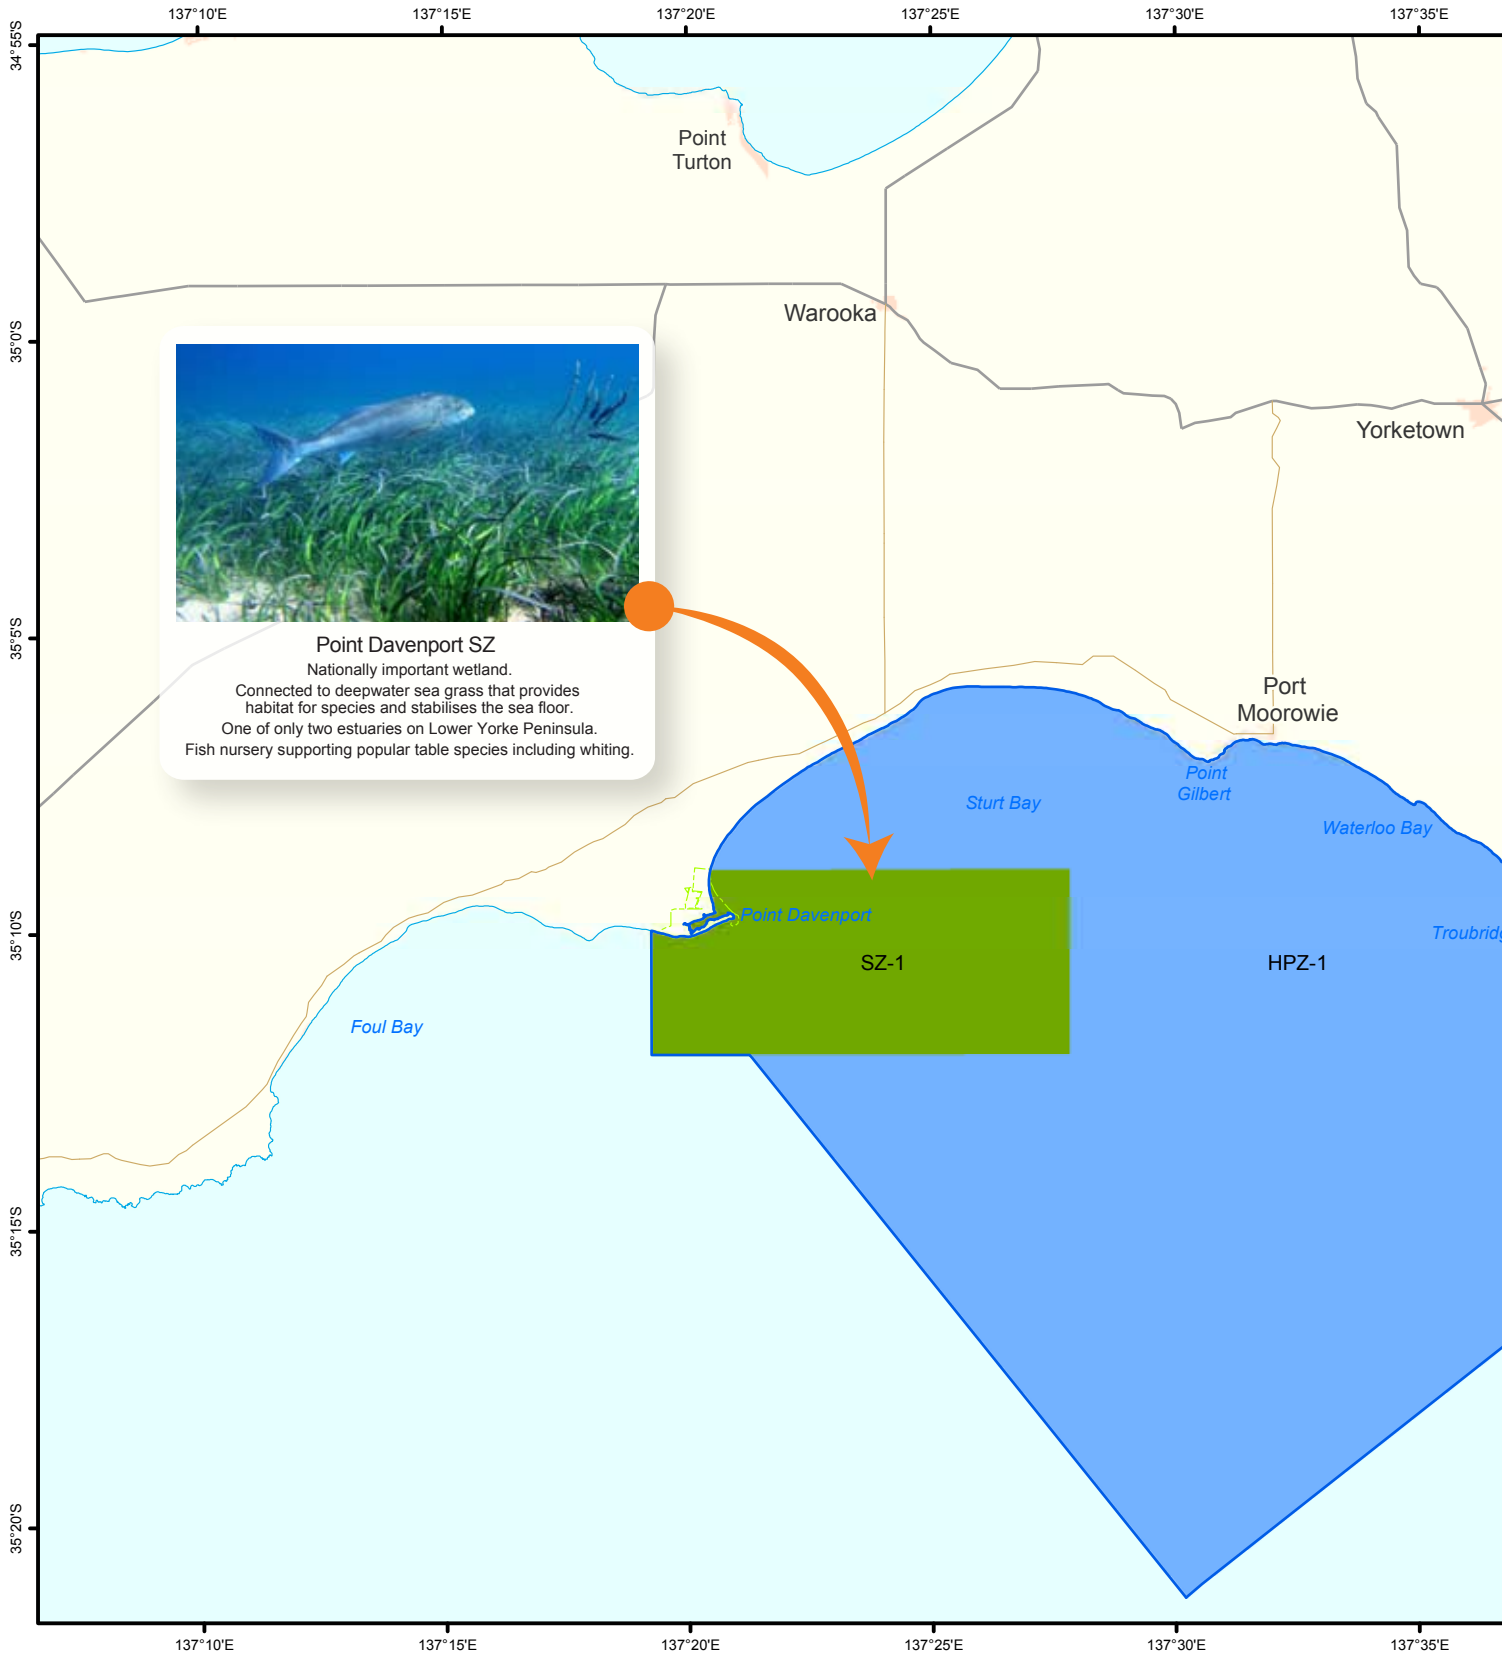 137°10'E
137°15'E
137°20'E
137°25'E
137°30'E
137°35'E
34°55'S
35°0'S
35°5'S
35°10'S
35°15'S
35°20'S
Point
Turton
Warooka
Yorketown
Point Davenport SZ
Nationally important wetland.
Connected to deepwater sea grass that provides
habitat for species and stabilises the sea floor.
One of only two estuaries on Lower Yorke Peninsula.
Fish nursery supporting popular table species including whiting.
Port
Moorowie
Point
Gilbert
Sturt Bay
Waterloo Bay
Point Davenport
Troubridg
SZ-1
HPZ-1
Foul Bay
137°10'E
137°15'E
137°20'E
137°25'E
137°30'E
137°35'E